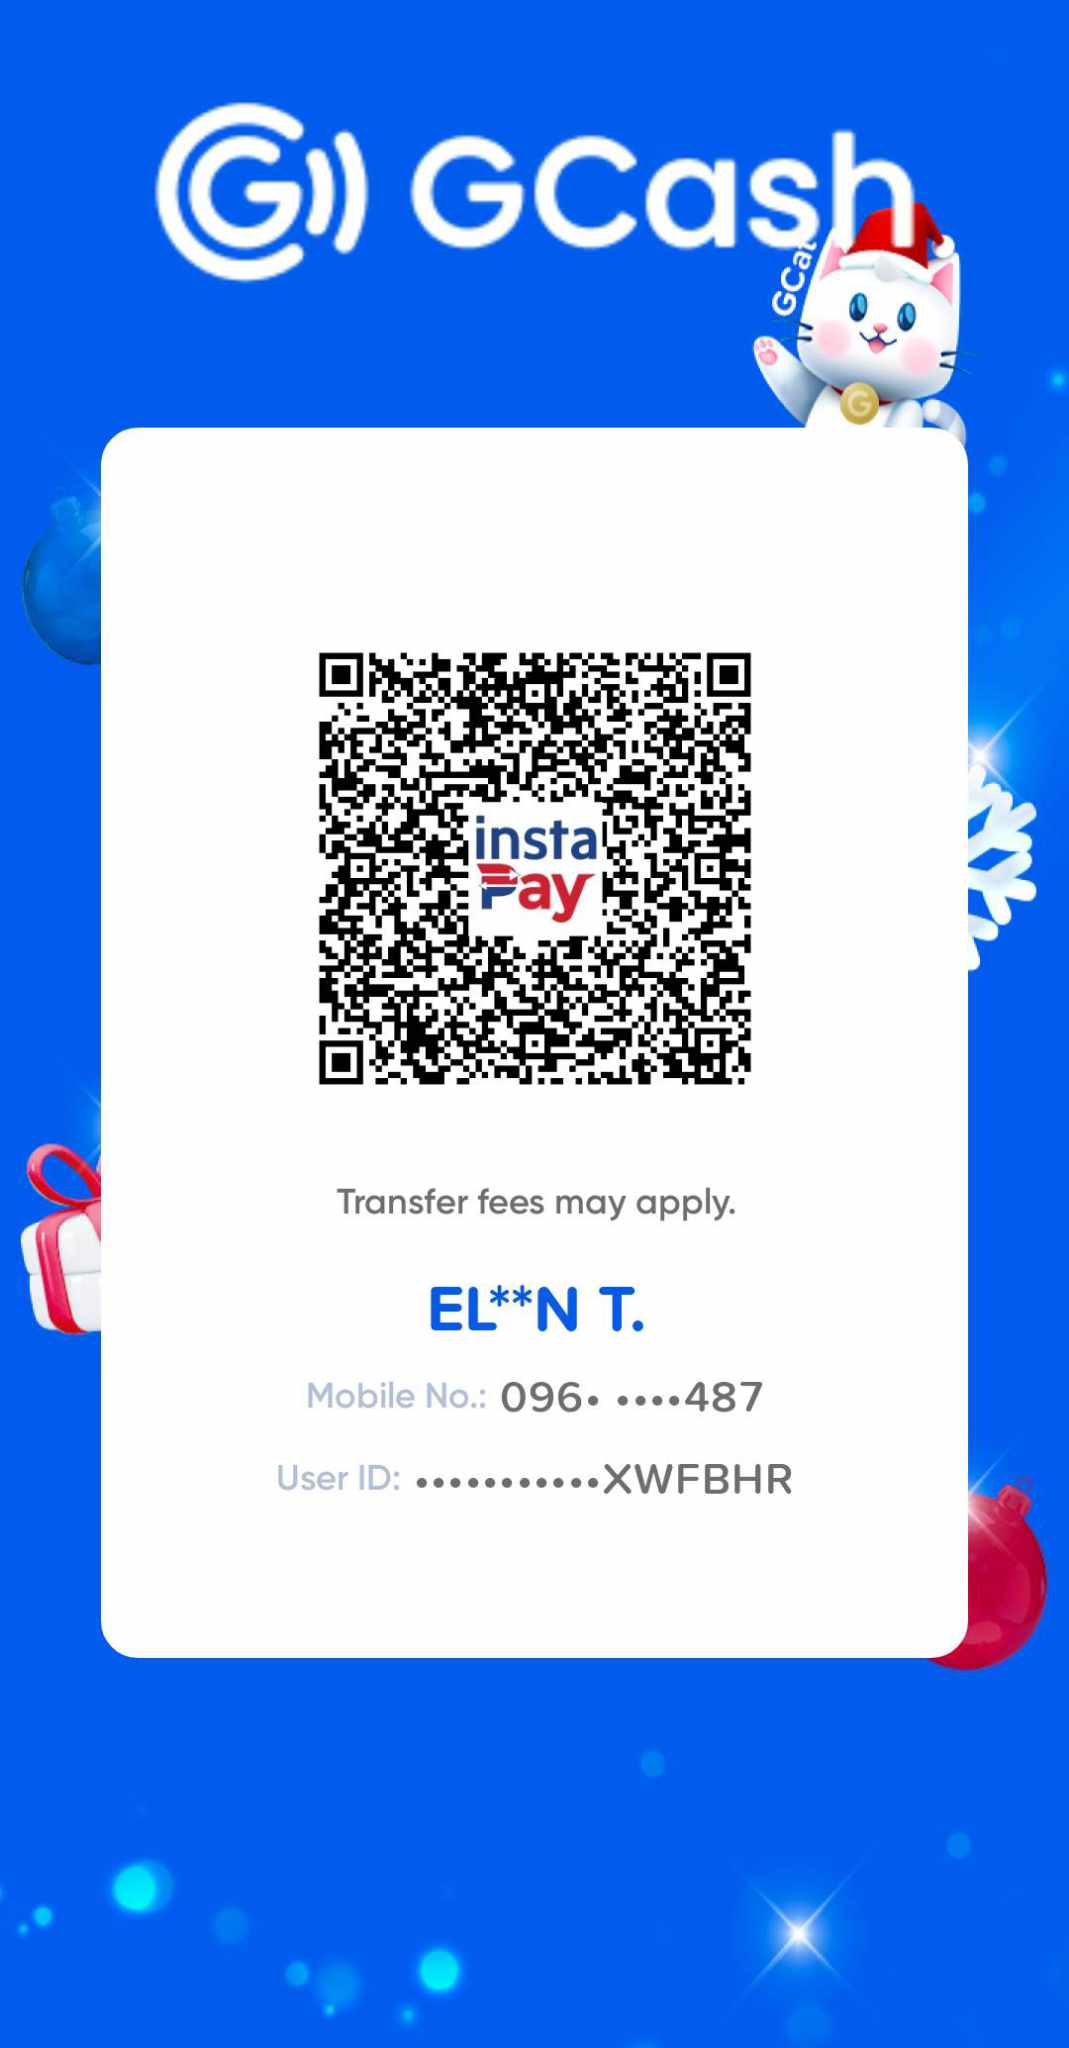 GCash
GCat
insta
Pay
Transfer fees may apply.
EL**N T.
Mobile No.: 096• ••••487
User ID: •••••••••••XWFBHR